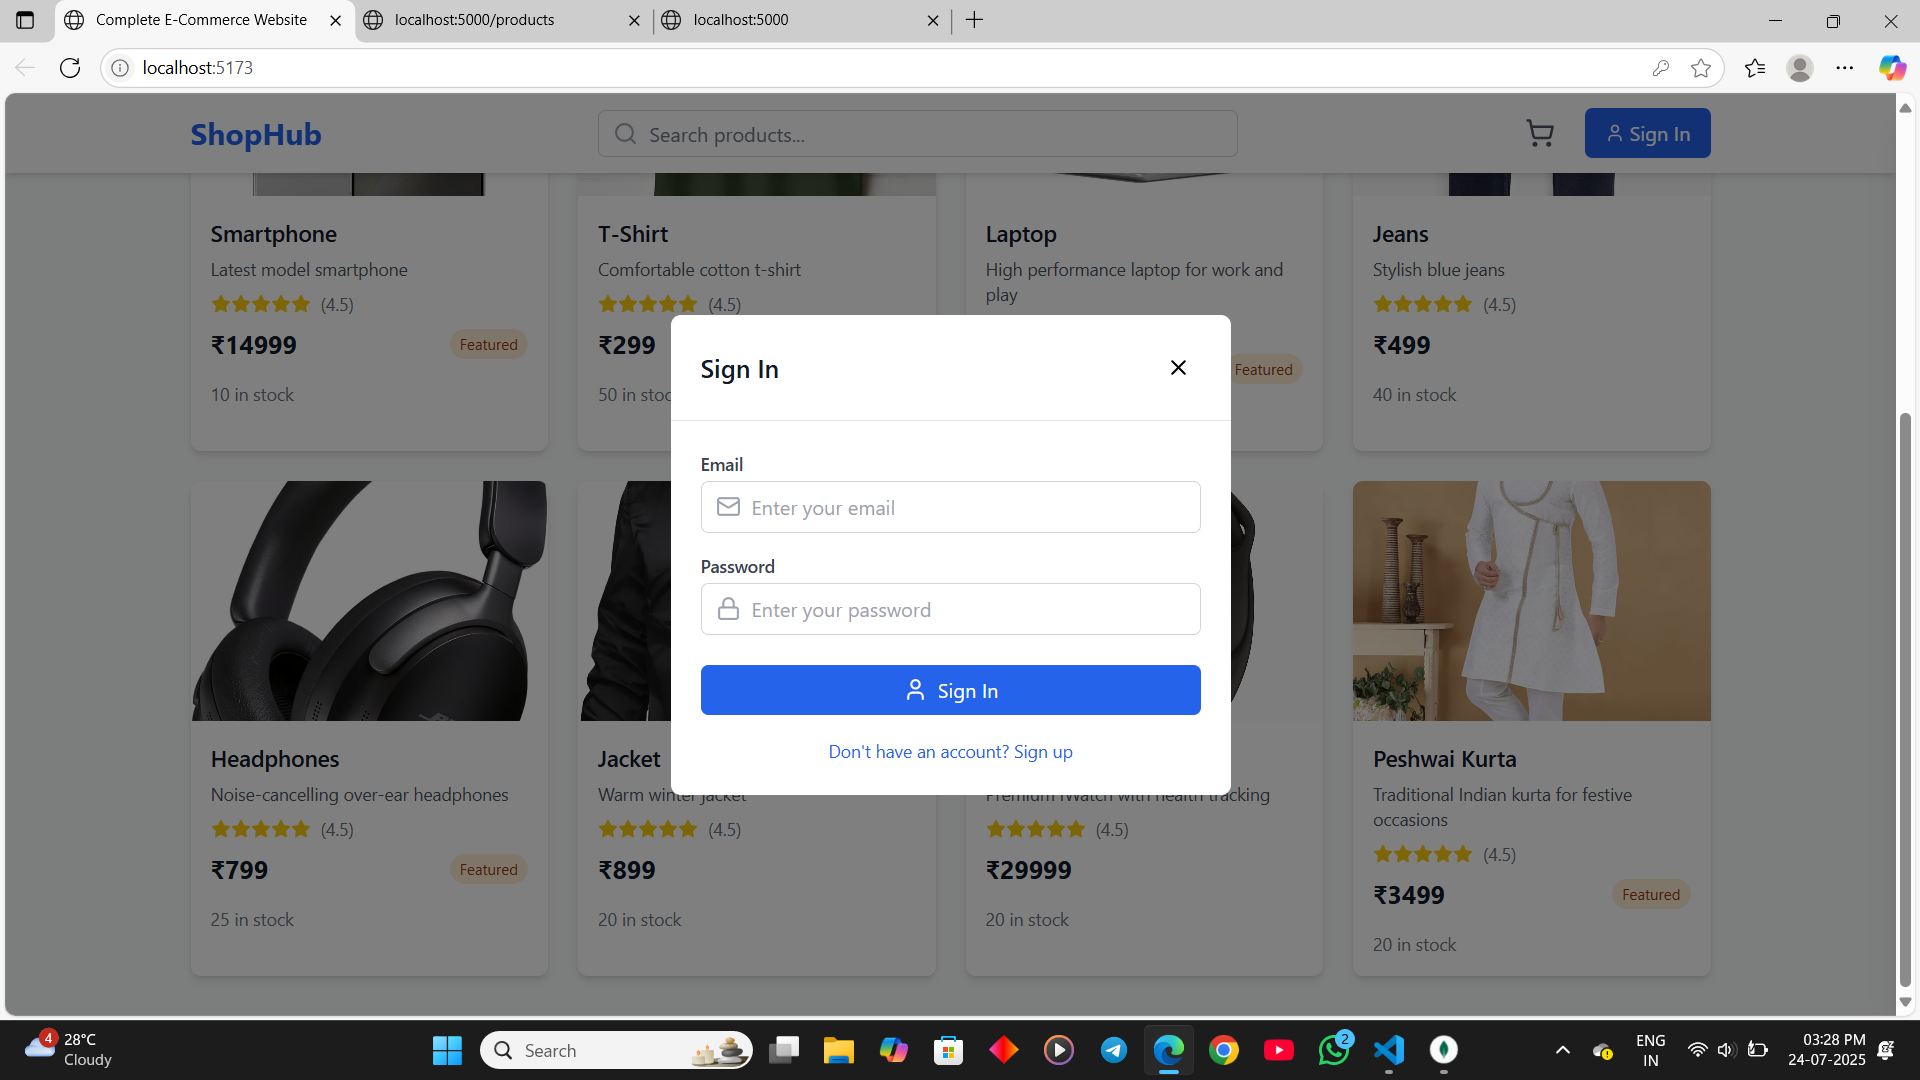 Complete E-Commerce Website
localhost:5000/products
localhost:5000
localhost:5173
ShopHub
Search products...
Sign In
Smartphone
Latest model smartphone
(4.5)
₹14999
Featured
10 in stock
T-Shirt
Comfortable cotton t-shirt
(4.5)
₹299
50 in stoc
Laptop
High performance laptop for work and
play
Featured
Jeans
Stylish blue jeans
(4.5)
₹499
40 in stock
Sign In
Email
Enter your email
Password
Enter your password
Sign In
Don't have an account? Sign up
Headphones
Noise-cancelling over-ear headphones
(4.5)
₹799
Featured
25 in stock
Jacket
Warm winter jacket
(4.5)
₹899
20 in stock
Premium iWatch with health tracking
(4.5)
₹29999
20 in stock
Peshwai Kurta
Traditional Indian kurta for festive
occasions
(4.5)
₹3499
Featured
20 in stock
4
28°C
Cloudy
Search
2
ENG
IN
03:28 PM
24-07-2025